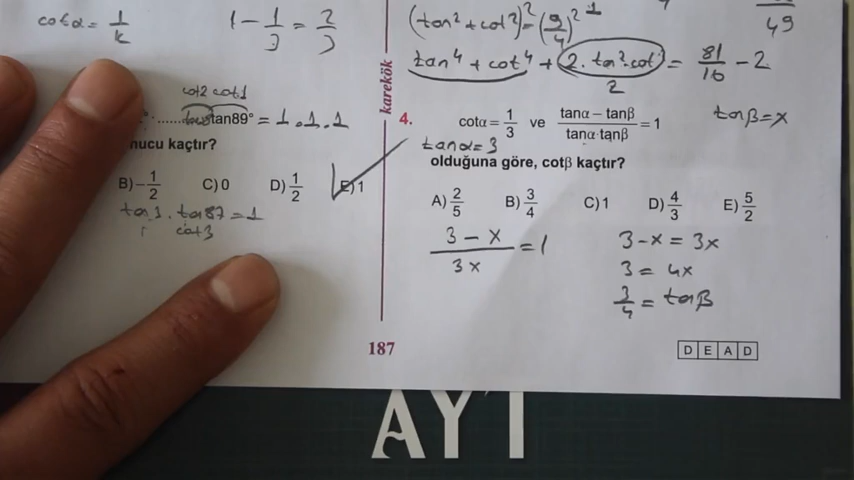 cotα = 1/k
1 - 1/3 = 2/3
cot2 cot1
........tan89° = 1.1.1
nucu kaçtır?
B) -1/2 C) 0 D) 1/2 E) 1
tan3 . tan87 = 1
cot3
karekök
(tan² + cot²)² = (9/4)²
49
tan⁴ + cot⁴ + 2.tan².cot² = 81/16 - 2
2
4. cotα = 1/3 ve (tanα - tanβ)/(tanα·tanβ) = 1
tanβ = x
tanα = 3
olduğuna göre, cotβ kaçtır?
A) 2/5 B) 3/4 C) 1 D) 4/3 E) 5/2
(3 - x)/(3x) = 1
3 - x = 3x
3 = 4x
3/4 = tanβ
187
D E A D
AYT